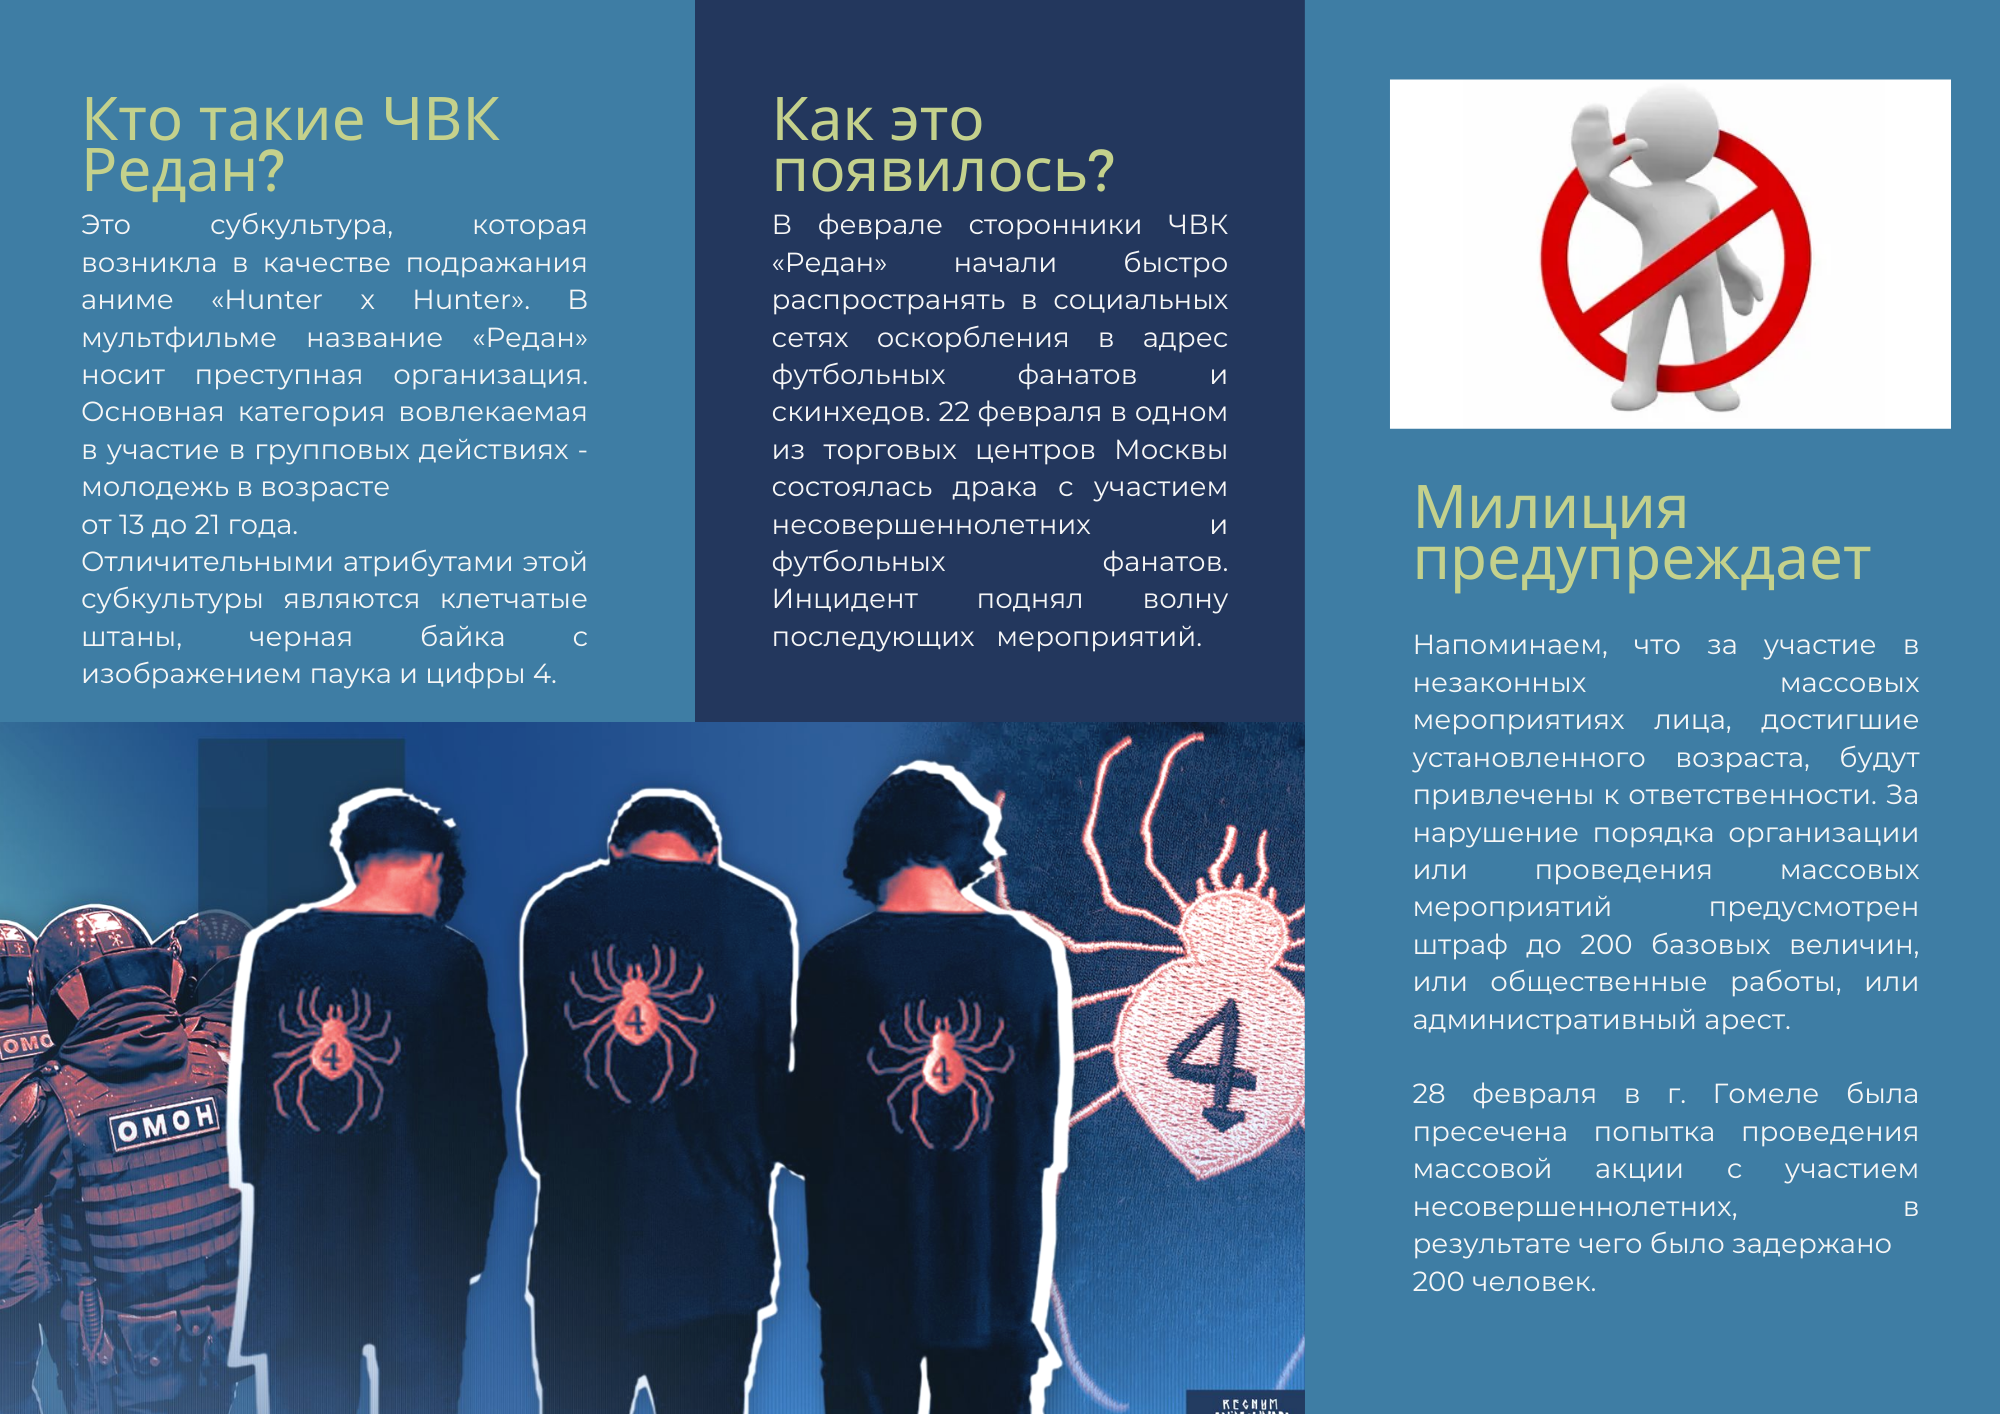 Кто такие ЧВК
Редан?
Это субкультура, которая
возникла в качестве подражания
аниме «Hunter x Hunter». В
мультфильме название «Редан»
носит преступная организация.
Основная категория вовлекаемая
в участие в групповых действиях -
молодежь в возрасте
от 13 до 21 года.
Отличительными атрибутами этой
субкультуры являются клетчатые
штаны, черная байка с
изображением паука и цифры 4.
Как это
появилось?
В феврале сторонники ЧВК
«Редан» начали быстро
распространять в социальных
сетях оскорбления в адрес
футбольных фанатов и
скинхедов. 22 февраля в одном
из торговых центров Москвы
состоялась драка с участием
несовершеннолетних и
футбольных фанатов.
Инцидент поднял волну
последующих мероприятий.
Милиция
предупреждает
Напоминаем, что за участие в
незаконных массовых
мероприятиях лица, достигшие
установленного возраста, будут
привлечены к ответственности. За
нарушение порядка организации
или проведения массовых
мероприятий предусмотрен
штраф до 200 базовых величин,
или общественные работы, или
административный арест.
28 февраля в г. Гомеле была
пресечена попытка проведения
массовой акции с участием
несовершеннолетних, в
результате чего было задержано
200 человек.
4
4
4
4
ОМОН
REGNUM